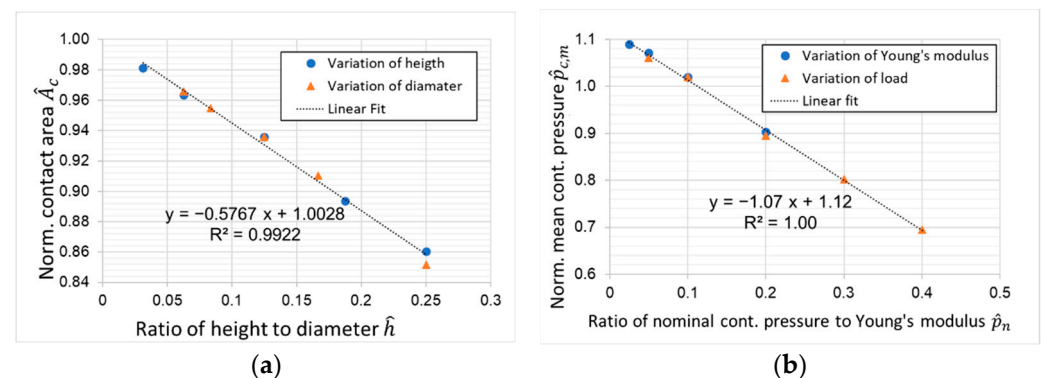 1.00
0.98
0.96
0.94
0.92
0.90
0.88
0.86
0.84
Norm. contact area Â_c
Variation of heigth
Variation of diamater
Linear Fit
y = −0.5767 x + 1.0028
R² = 0.9922
0 0.05 0.1 0.15 0.2 0.25 0.3
Ratio of height to diameter ĥ
(a)
1.1
1.0
0.9
0.8
0.7
0.6
Norm. mean cont. pressure p̂_c,m
Variation of Young's modulus
Variation of load
Linear fit
y = −1.07 x + 1.12
R² = 1.00
0 0.1 0.2 0.3 0.4 0.5
Ratio of nominal cont. pressure to Young's modulus p̂_n
(b)